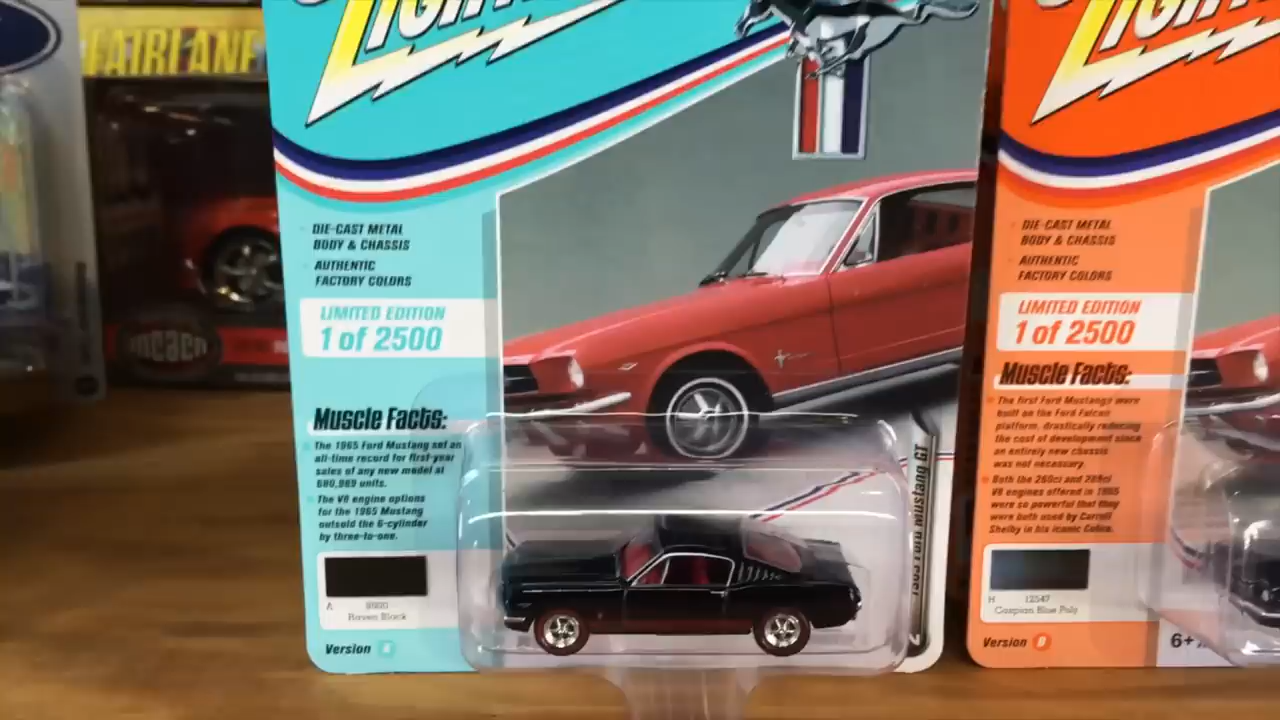 FAIRLANE
DIE-CAST METAL
BODY & CHASSIS
AUTHENTIC
FACTORY COLORS
LIMITED EDITION
1 of 2500
Muscle Facts:
The 1965 Ford Mustang set an
all-time record for first-year
sales of any new model at
680,989 units.
The V8 engine options
for the 1965 Mustang
outsold the 6-cylinder
by three-to-one.
A
Raven Black
Version A
1965 Ford Mustang GT
DIE-CAST METAL
BODY & CHASSIS
AUTHENTIC
FACTORY COLORS
LIMITED EDITION
1 of 2500
Muscle Facts:
The first Ford Mustangs were
built on the Ford Falcon
platform, drastically reducing
the cost of development since
an entirely new chassis
was not necessary.
Both the 260ci and 289ci
V8 engines offered in 1965
were so powerful that they
were both used by Carroll
Shelby in his iconic Cobra.
H 12547
Caspian Blue Poly
Version B
6+